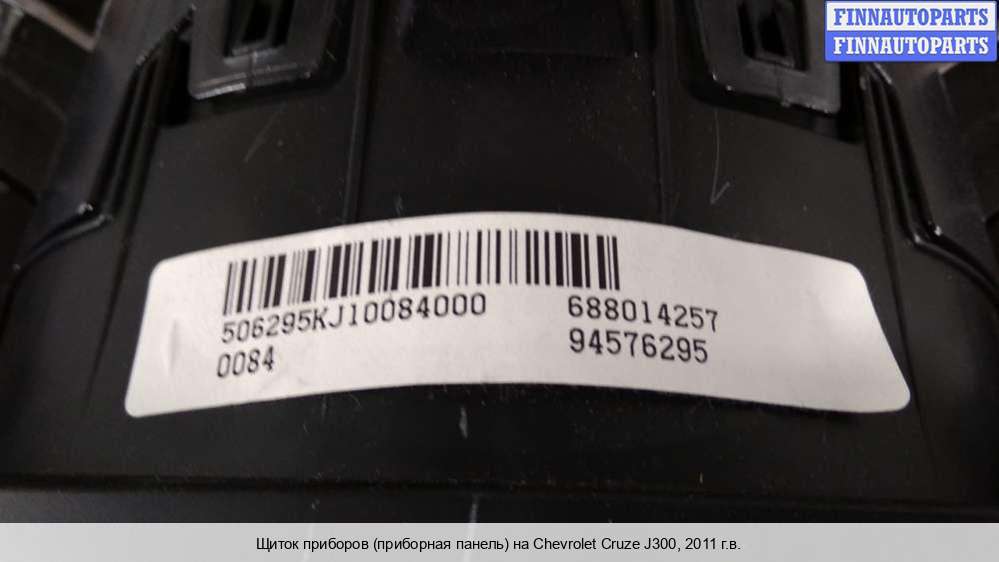 FINNAUTOPARTS
FINNAUTOPARTS
506295KJ10084000 688014257
0084 94576295
Щиток приборов (приборная панель) на Chevrolet Cruze J300, 2011 г.в.